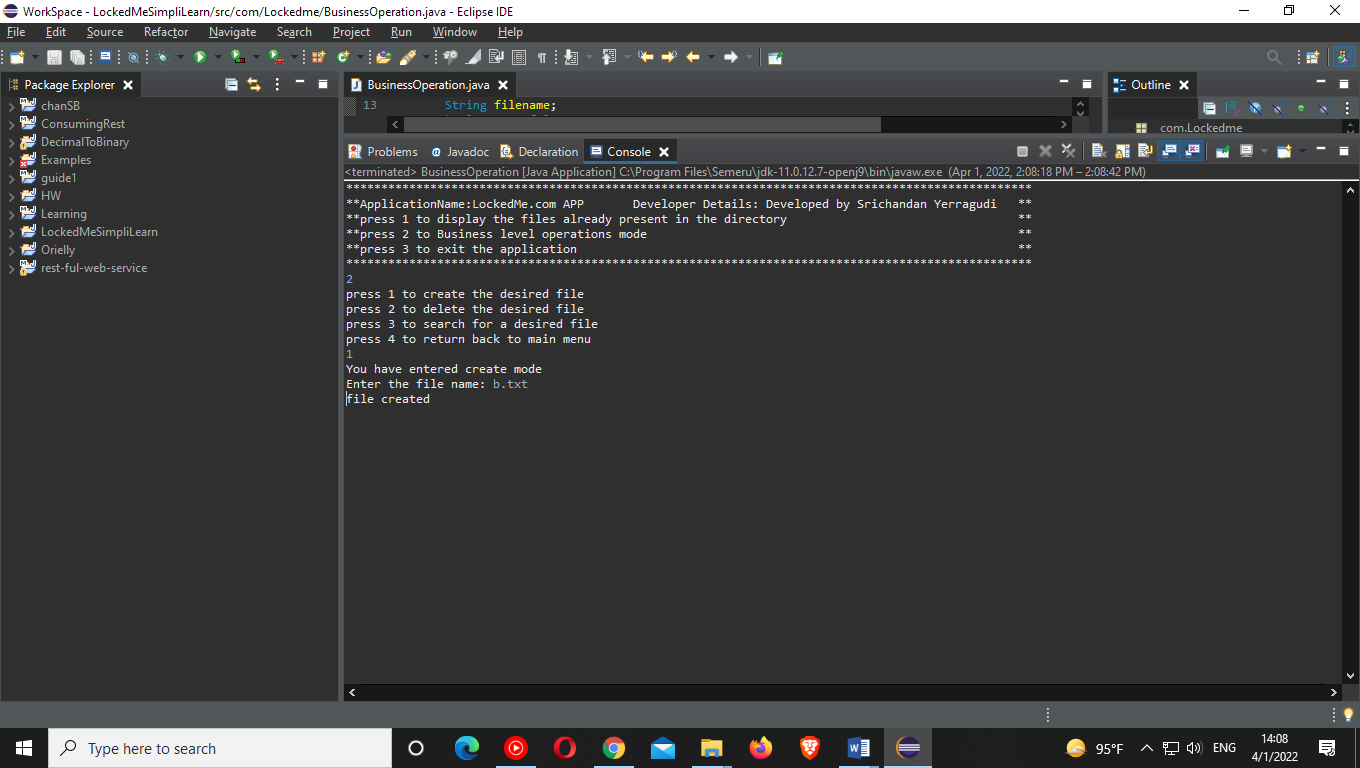 WorkSpace - LockedMeSimpliLearn/src/com/Lockedme/BusinessOperation.java - Eclipse IDE
File Edit Source Refactor Navigate Search Project Run Window Help
Package Explorer
chanSB
ConsumingRest
DecimalToBinary
Examples
guide1
HW
Learning
LockedMeSimpliLearn
Orielly
rest-ful-web-service
BusinessOperation.java
13 String filename;
Outline
com.Lockedme
Problems Javadoc Declaration Console
<terminated> BusinessOperation [Java Application] C:\Program Files\Semeru\jdk-11.0.12.7-openj9\bin\javaw.exe (Apr 1, 2022, 2:08:18 PM – 2:08:42 PM)
**************************************************************************************************
**ApplicationName:LockedMe.com APP       Developer Details: Developed by Srichandan Yerragudi   **
**press 1 to display the files already present in the directory                                 **
**press 2 to Business level operations mode                                                     **
**press 3 to exit the application                                                               **
**************************************************************************************************
2
press 1 to create the desired file
press 2 to delete the desired file
press 3 to search for a desired file
press 4 to return back to main menu
1
You have entered create mode
Enter the file name: b.txt
file created
Type here to search
95°F
ENG
14:08
4/1/2022